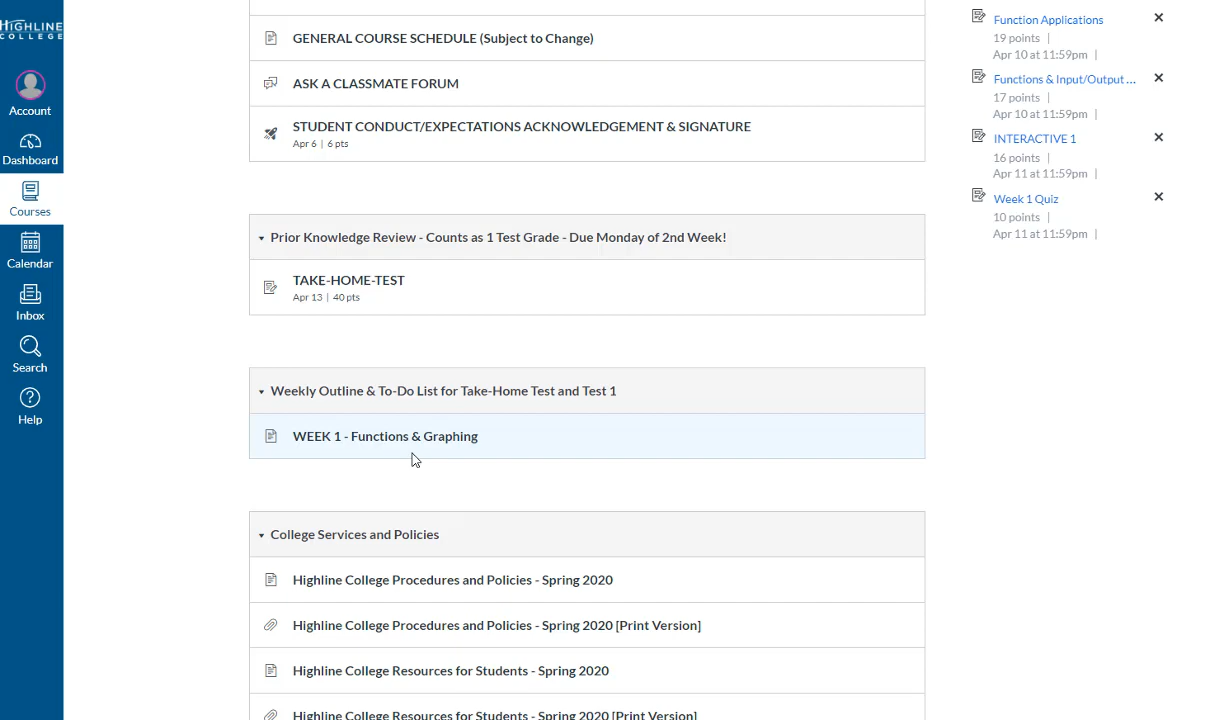 HIGHLINE
COLLEGE
Account
Dashboard
Courses
Calendar
Inbox
Search
Help
GENERAL COURSE SCHEDULE (Subject to Change)
ASK A CLASSMATE FORUM
STUDENT CONDUCT/EXPECTATIONS ACKNOWLEDGEMENT & SIGNATURE
Apr 6 | 6 pts
Prior Knowledge Review - Counts as 1 Test Grade - Due Monday of 2nd Week!
TAKE-HOME-TEST
Apr 13 | 40 pts
Weekly Outline & To-Do List for Take-Home Test and Test 1
WEEK 1 - Functions & Graphing
College Services and Policies
Highline College Procedures and Policies - Spring 2020
Highline College Procedures and Policies - Spring 2020 [Print Version]
Highline College Resources for Students - Spring 2020
Highline College Resources for Students - Spring 2020 [Print Version]
Function Applications
19 points |
Apr 10 at 11:59pm |
Functions & Input/Output ...
17 points |
Apr 10 at 11:59pm |
INTERACTIVE 1
16 points |
Apr 11 at 11:59pm |
Week 1 Quiz
10 points |
Apr 11 at 11:59pm |